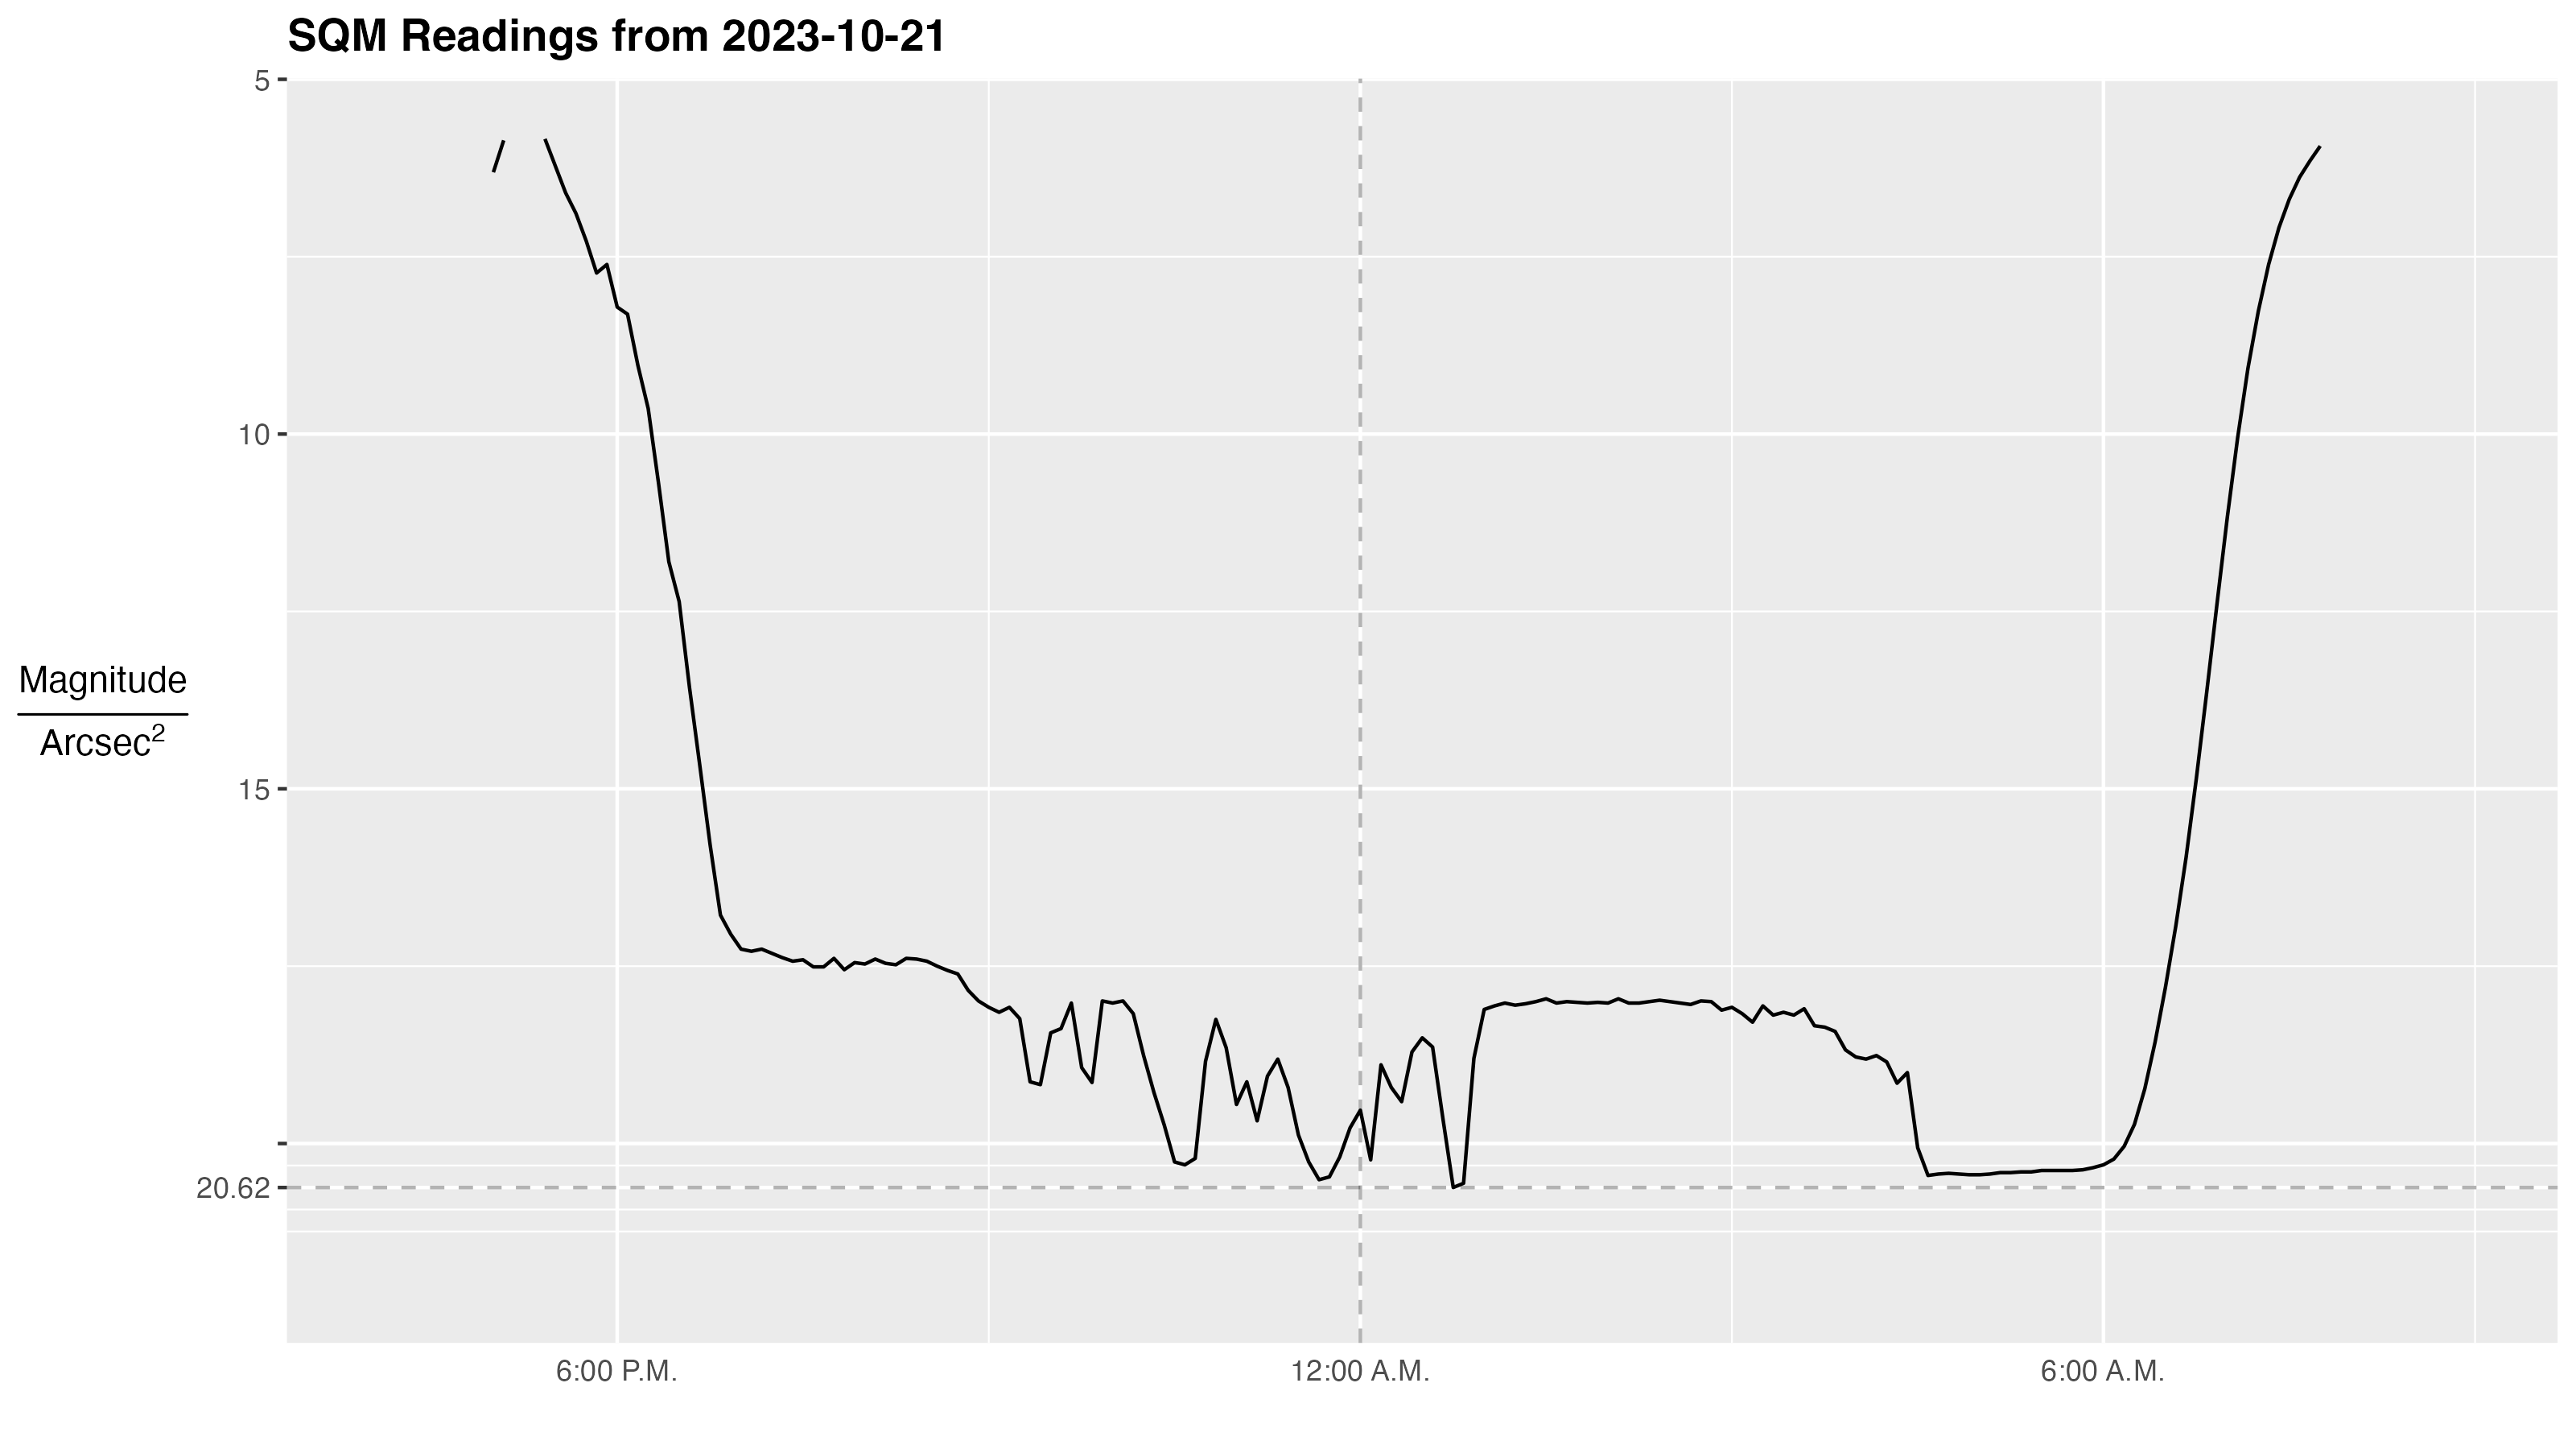 SQM Readings from 2023-10-21
5
10
15
20.62
Magnitude
Arcsec²
6:00 P.M.
12:00 A.M.
6:00 A.M.